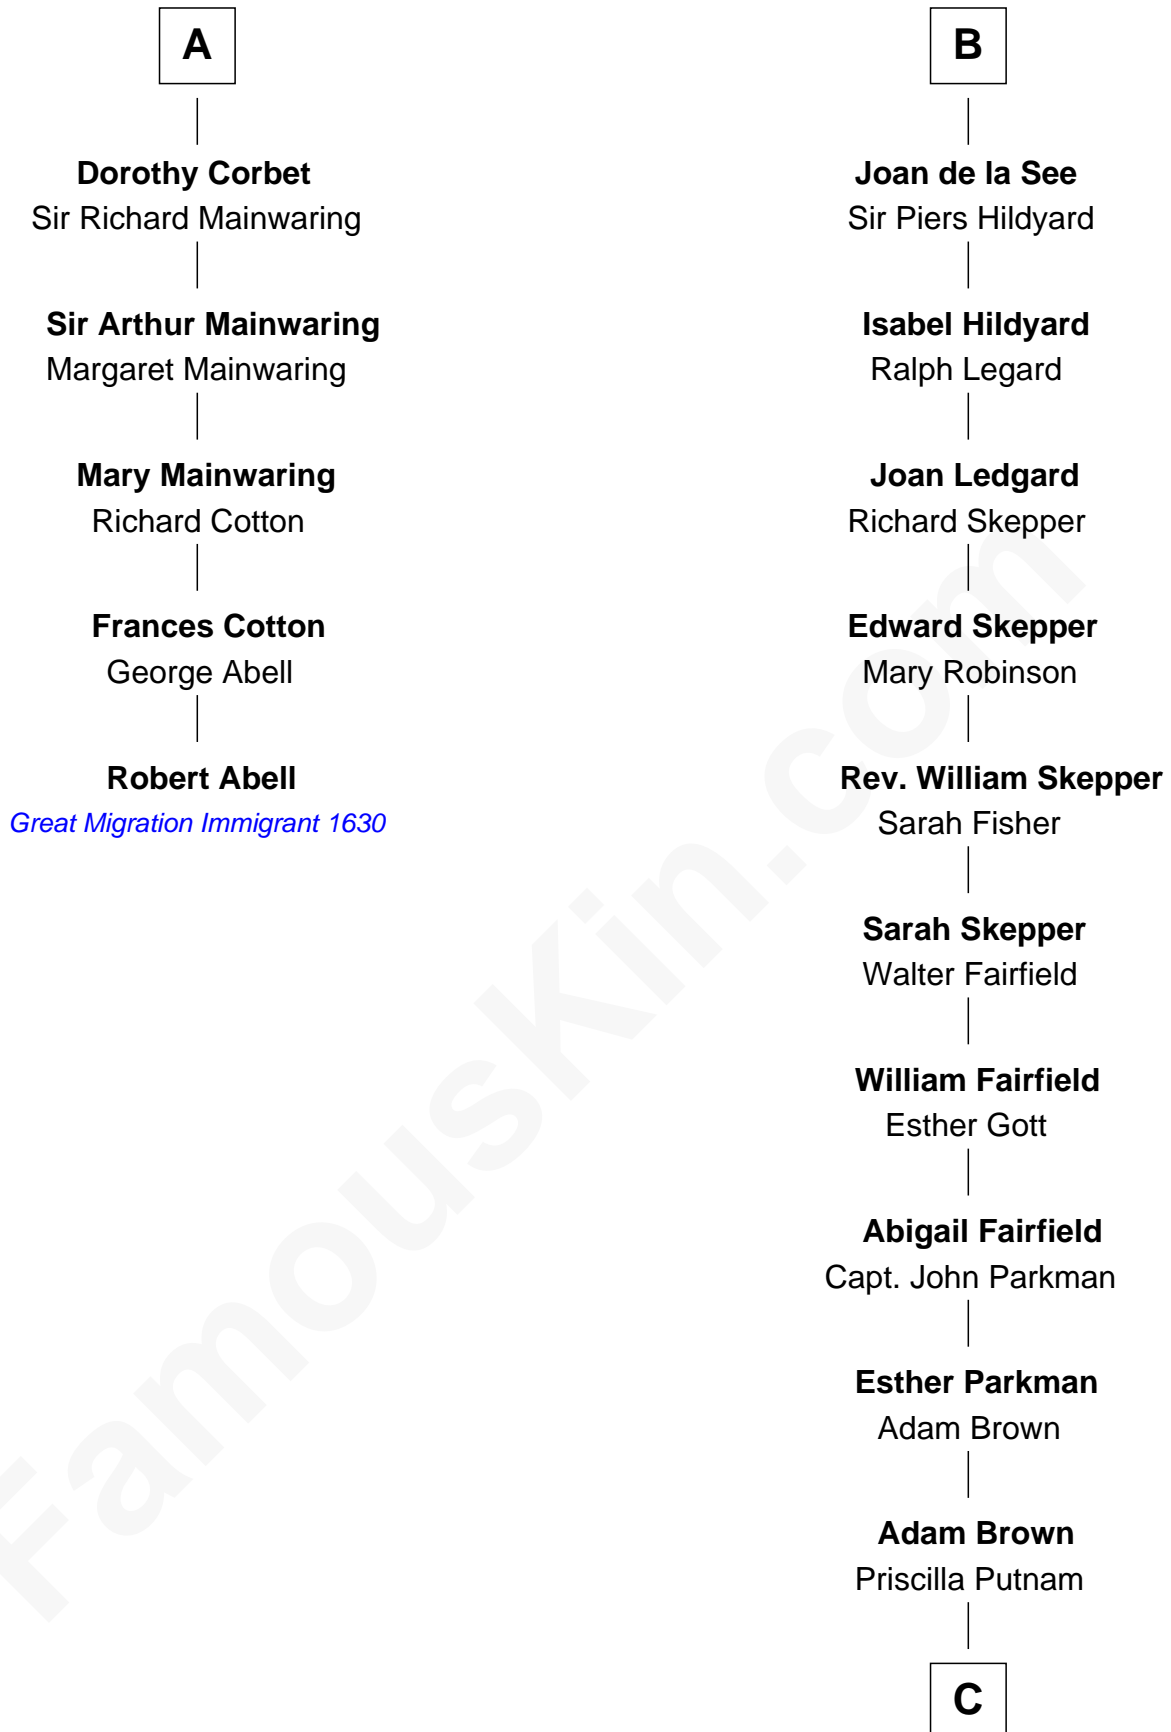 A
Dorothy Corbet
Sir Richard Mainwaring
Sir Arthur Mainwaring
Margaret Mainwaring
Mary Mainwaring
Richard Cotton
Frances Cotton
George Abell
Robert Abell
Great Migration Immigrant 1630
B
Joan de la See
Sir Piers Hildyard
Isabel Hildyard
Ralph Legard
Joan Ledgard
Richard Skepper
Edward Skepper
Mary Robinson
Rev. William Skepper
Sarah Fisher
Sarah Skepper
Walter Fairfield
William Fairfield
Esther Gott
Abigail Fairfield
Capt. John Parkman
Esther Parkman
Adam Brown
Adam Brown
Priscilla Putnam
C
FamousKin.com